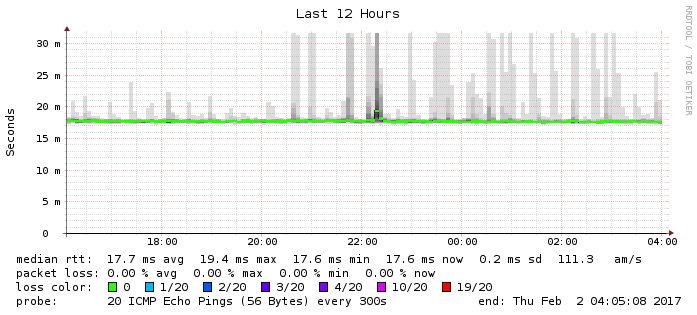 Last 12 Hours
RRDTOOL / TOBI OETIKER
Seconds
30 m
25 m
20 m
15 m
10 m
5 m
0
18:00 20:00 22:00 00:00 02:00 04:00
median rtt: 17.7 ms avg 19.4 ms max 17.6 ms min 17.6 ms now 0.2 ms sd 111.3 am/s
packet loss: 0.00 % avg 0.00 % max 0.00 % min 0.00 % now
loss color: 0 1/20 2/20 3/20 4/20 10/20 19/20
probe: 20 ICMP Echo Pings (56 Bytes) every 300s end: Thu Feb 2 04:05:08 2017